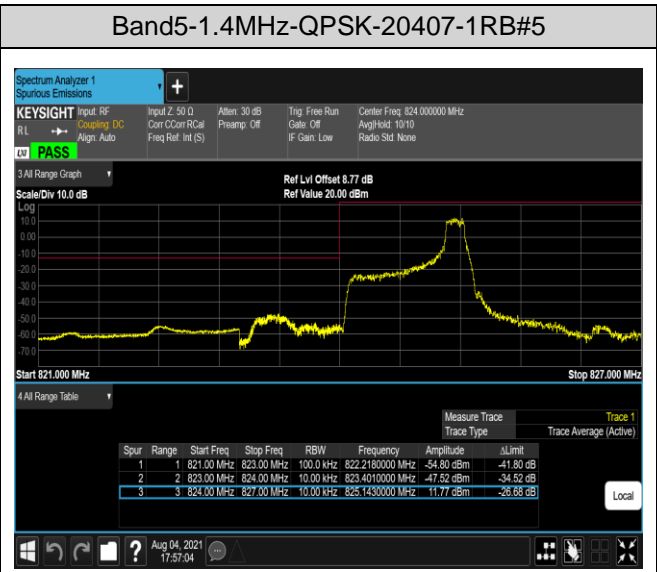 Band5-1.4MHz-QPSK-20407-1RB#5
Spectrum Analyzer 1
Spurious Emissions
KEYSIGHT Input: RF Input Z: 50 Ω Atten: 30 dB Trig: Free Run Center Freq: 824.000000 MHz
RL Coupling: DC Corr CCorr RCal Preamp: Off Gate: Off Avg|Hold: 10/10
Align: Auto Freq Ref: Int (S) IF Gain: Low Radio Std: None
LXI PASS
3 All Range Graph
Ref Lvl Offset 8.77 dB
Scale/Div 10.0 dB Ref Value 20.00 dBm
Log
10.0
0.00
-10.0
-20.0
-30.0
-40.0
-50.0
-60.0
-70.0
Start 821.000 MHz Stop 827.000 MHz
4 All Range Table
Measure Trace Trace 1
Trace Type Trace Average (Active)
Spur Range Start Freq Stop Freq RBW Frequency Amplitude ΔLimit
1 1 821.00 MHz 823.00 MHz 100.0 kHz 822.2180000 MHz -54.80 dBm -41.80 dB
2 2 823.00 MHz 824.00 MHz 10.00 kHz 823.4010000 MHz -47.52 dBm -34.52 dB
3 3 824.00 MHz 827.00 MHz 10.00 kHz 825.1430000 MHz 11.77 dBm -26.68 dB
Local
Aug 04, 2021
17:57:04